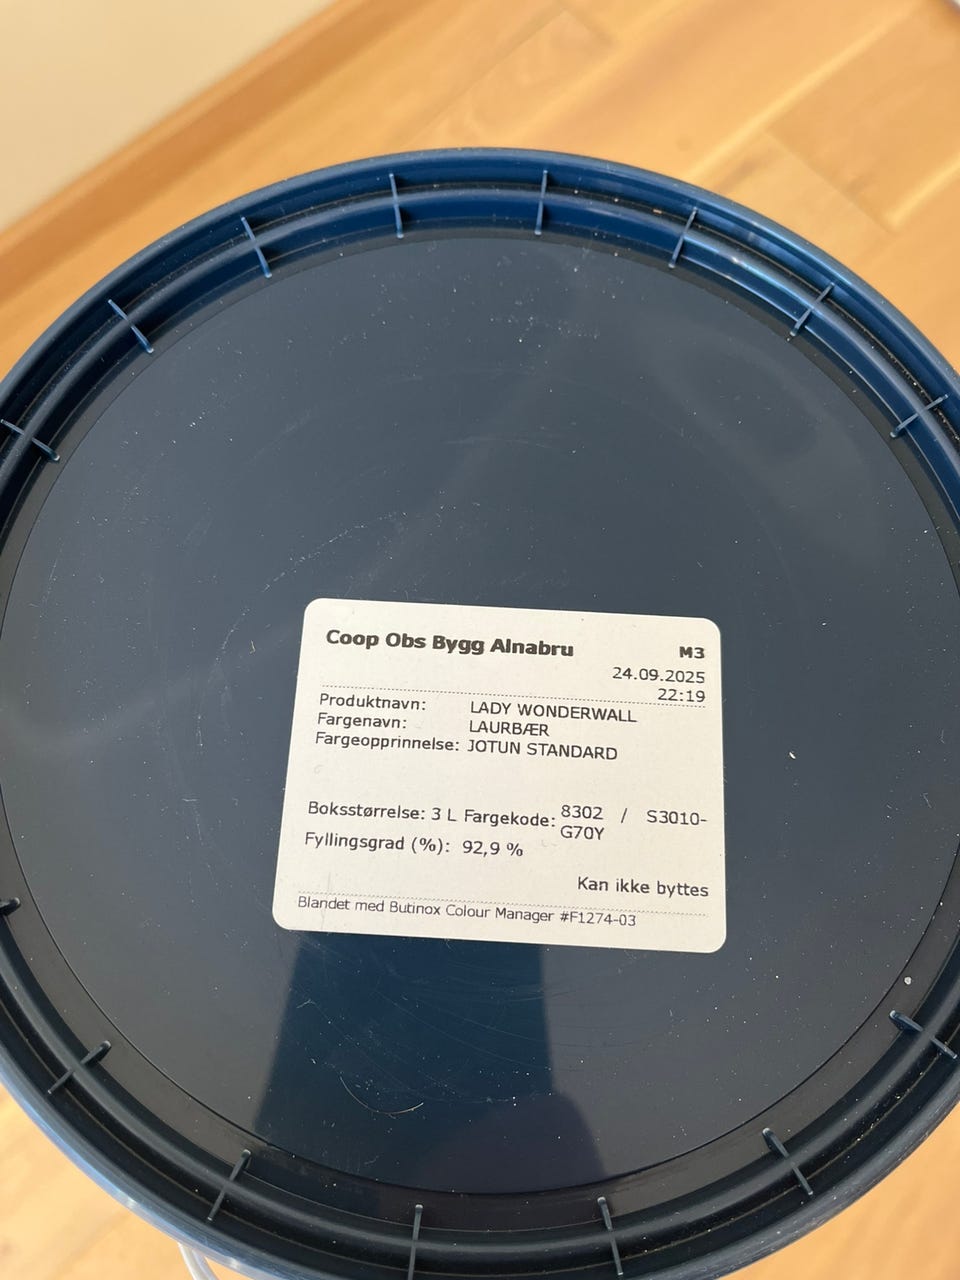 Coop Obs Bygg Alnabru M3
24.09.2025
22:19
Produktnavn: LADY WONDERWALL
Fargenavn: LAURBÆR
Fargeopprinnelse: JOTUN STANDARD
Boksstørrelse: 3 L Fargekode: 8302 / S3010-
G70Y
Fyllingsgrad (%): 92,9 %
Kan ikke byttes
Blandet med Butinox Colour Manager #F1274-03